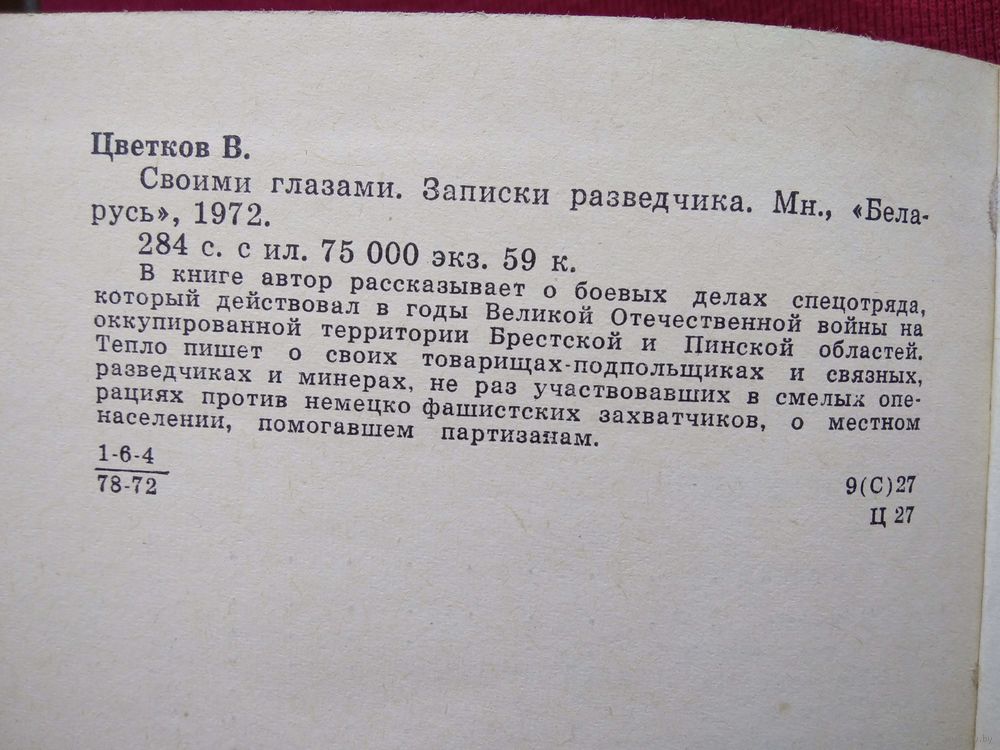 Цветков В.
Своими глазами. Записки разведчика. Мн., «Бела-
русь», 1972.
284 с. с ил. 75 000 экз. 59 к.
В книге автор рассказывает о боевых делах спецотряда,
который действовал в годы Великой Отечественной войны на
оккупированной территории Брестской и Пинской областей.
Тепло пишет о своих товарищах-подпольщиках и связных,
разведчиках и минерах, не раз участвовавших в смелых опе-
рациях против немецко фашистских захватчиков, о местном
населении, помогавшем партизанам.
1-6-4
78-72
9(С)27
Ц 27